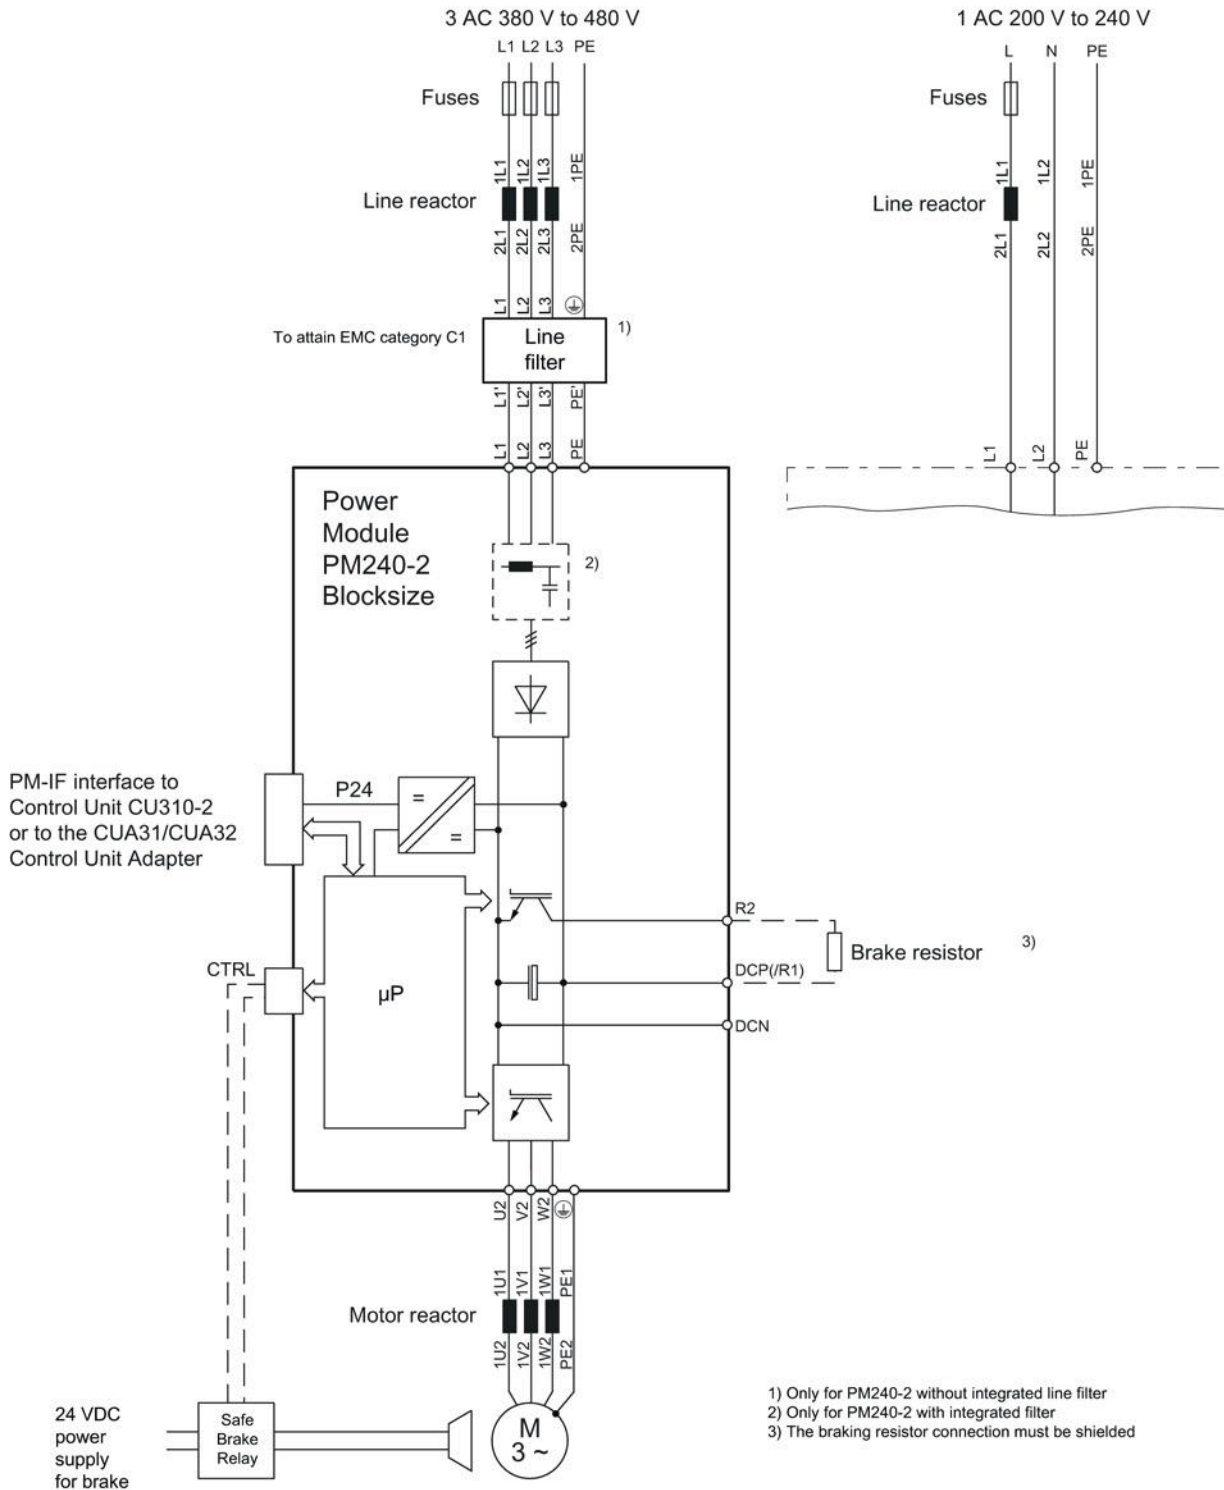 3 AC 380 V to 480 V
1 AC 200 V to 240 V
L1 L2 L3 PE
L N PE
Fuses
Fuses
1L1 1L2 1L3 1PE
1L1 1L2 1PE
Line reactor
Line reactor
2L1 2L2 2L3 2PE
2L1 2L2 2PE
L1 L2 L3
To attain EMC category C1
Line
filter
1)
L1' L2' L3' PE'
L1 L2 L3 PE
L1 L2 PE
Power
Module
PM240-2
Blocksize
2)
PM-IF interface to
Control Unit CU310-2
or to the CUA31/CUA32
Control Unit Adapter
P24
=
=
R2
Brake resistor
3)
CTRL
µP
DCP(/R1)
DCN
U2 V2 W2
1U1 1V1 1W1 PE1
Motor reactor
1U2 1V2 1W2 PE2
24 VDC
power
supply
for brake
Safe
Brake
Relay
M
3 ~
1) Only for PM240-2 without integrated line filter
2) Only for PM240-2 with integrated filter
3) The braking resistor connection must be shielded